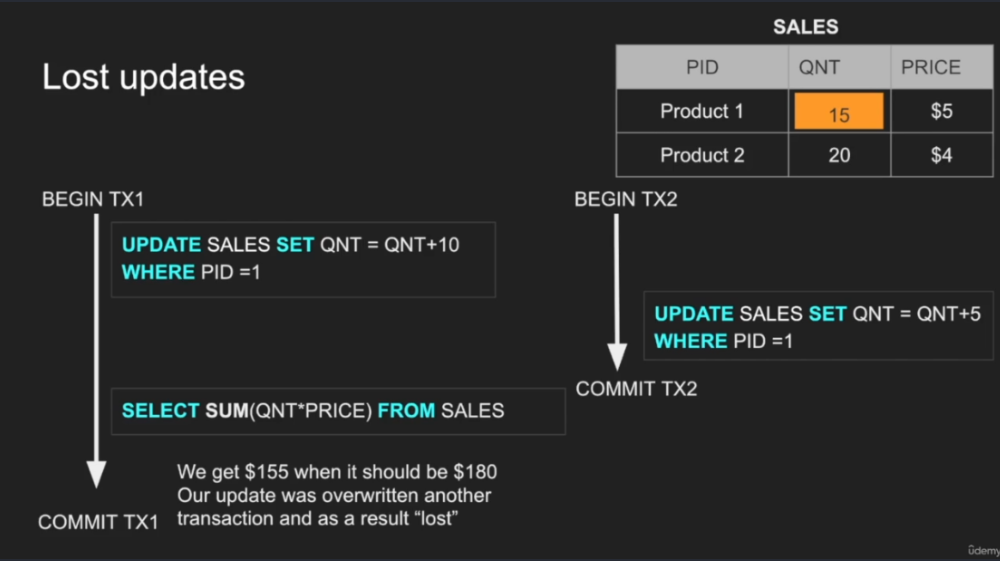 SALES
Lost updates
PID QNT PRICE
Product 1 15 $5
Product 2 20 $4
BEGIN TX1
BEGIN TX2
UPDATE SALES SET QNT = QNT+10
WHERE PID =1
UPDATE SALES SET QNT = QNT+5
WHERE PID =1
COMMIT TX2
SELECT SUM(QNT*PRICE) FROM SALES
We get $155 when it should be $180
Our update was overwritten another
transaction and as a result “lost”
COMMIT TX1
ûdemy